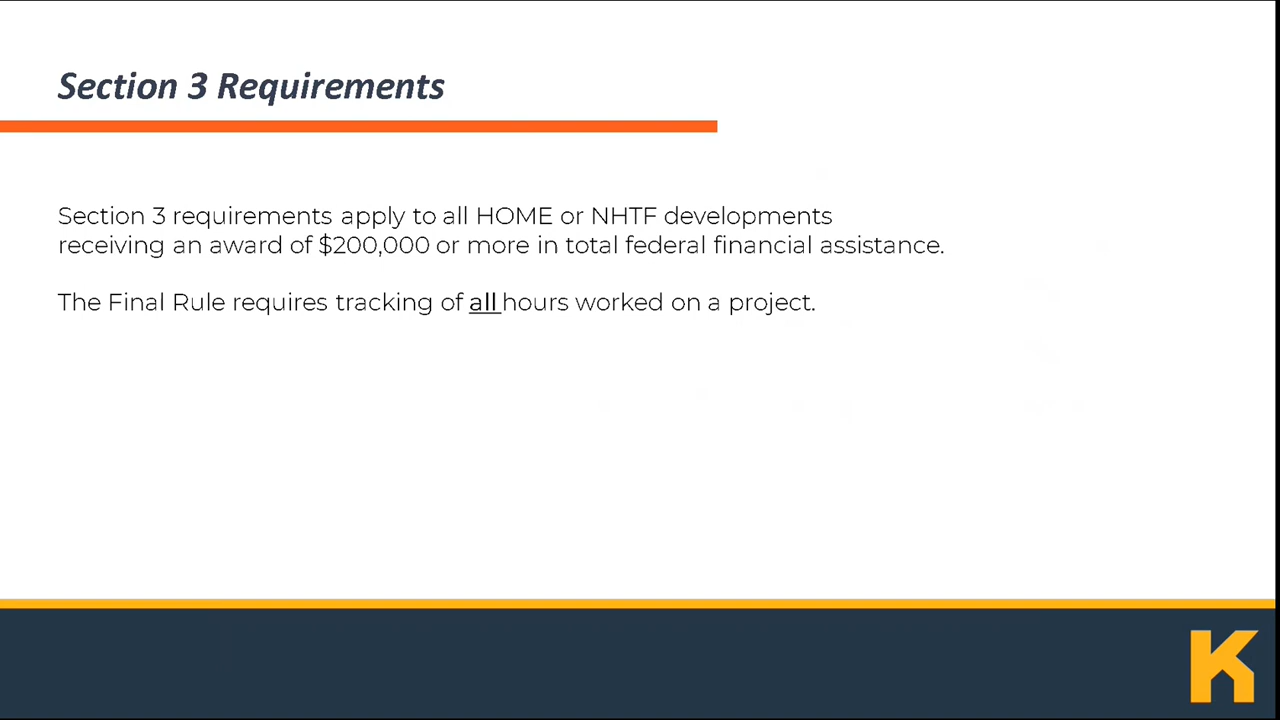 Section 3 Requirements
Section 3 requirements apply to all HOME or NHTF developments
receiving an award of $200,000 or more in total federal financial assistance.
The Final Rule requires tracking of all hours worked on a project.
K